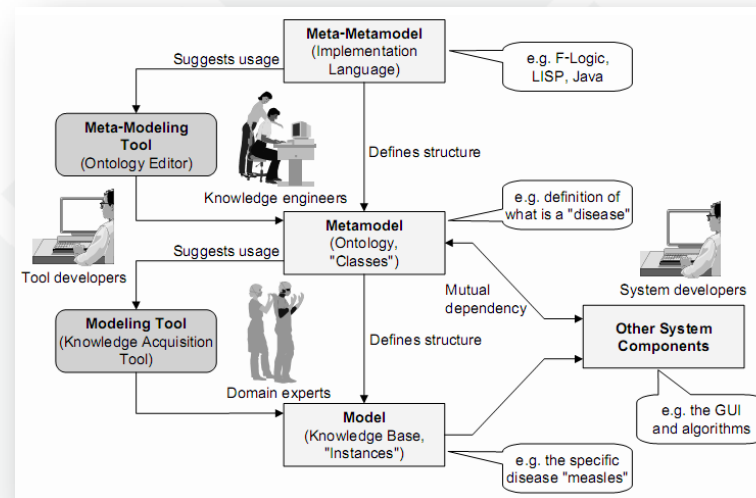 Meta-Metamodel
(Implementation
Language)
e.g. F-Logic,
LISP, Java
Suggests usage
Meta-Modeling
Tool
(Ontology Editor)
Knowledge engineers
Defines structure
Metamodel
(Ontology,
"Classes")
e.g. definition of
what is a "disease"
Tool developers
Suggests usage
System developers
Mutual
dependency
Modeling Tool
(Knowledge Acquisition
Tool)
Domain experts
Defines structure
Other System
Components
Model
(Knowledge Base,
"Instances")
e.g. the GUI
and algorithms
e.g. the specific
disease "measles"